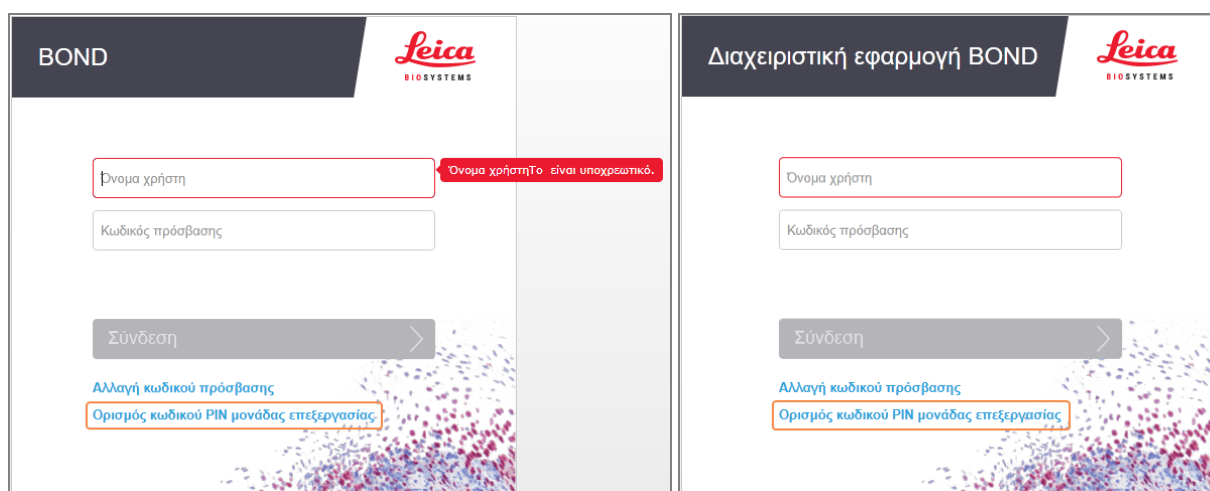 BOND
Leica
BIOSYSTEMS
Όνομα χρήστη
Όνομα χρήστηΤο είναι υποχρεωτικό.
Κωδικός πρόσβασης
Σύνδεση
Αλλαγή κωδικού πρόσβασης
Ορισμός κωδικού PIN μονάδας επεξεργασίας
Διαχειριστική εφαρμογή BOND
Leica
BIOSYSTEMS
Όνομα χρήστη
Κωδικός πρόσβασης
Σύνδεση
Αλλαγή κωδικού πρόσβασης
Ορισμός κωδικού PIN μονάδας επεξεργασίας